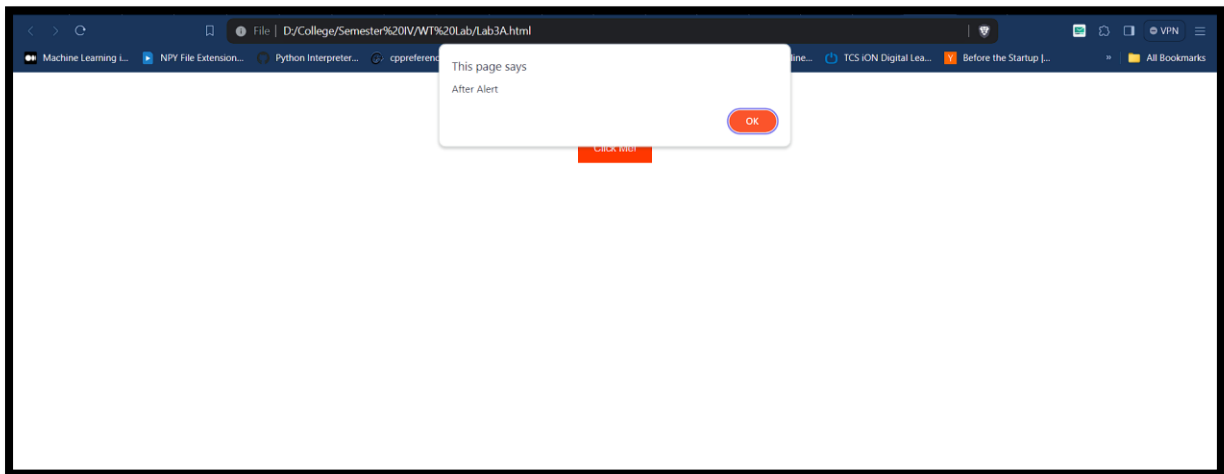 File | D:/College/Semester%20IV/WT%20Lab/Lab3A.html
VPN
Machine Learning i... NPY File Extension... Python Interpreter... cppreferenc line... TCS iON Digital Lea... Before the Startup |... » All Bookmarks
This page says
After Alert
OK
Click Me!